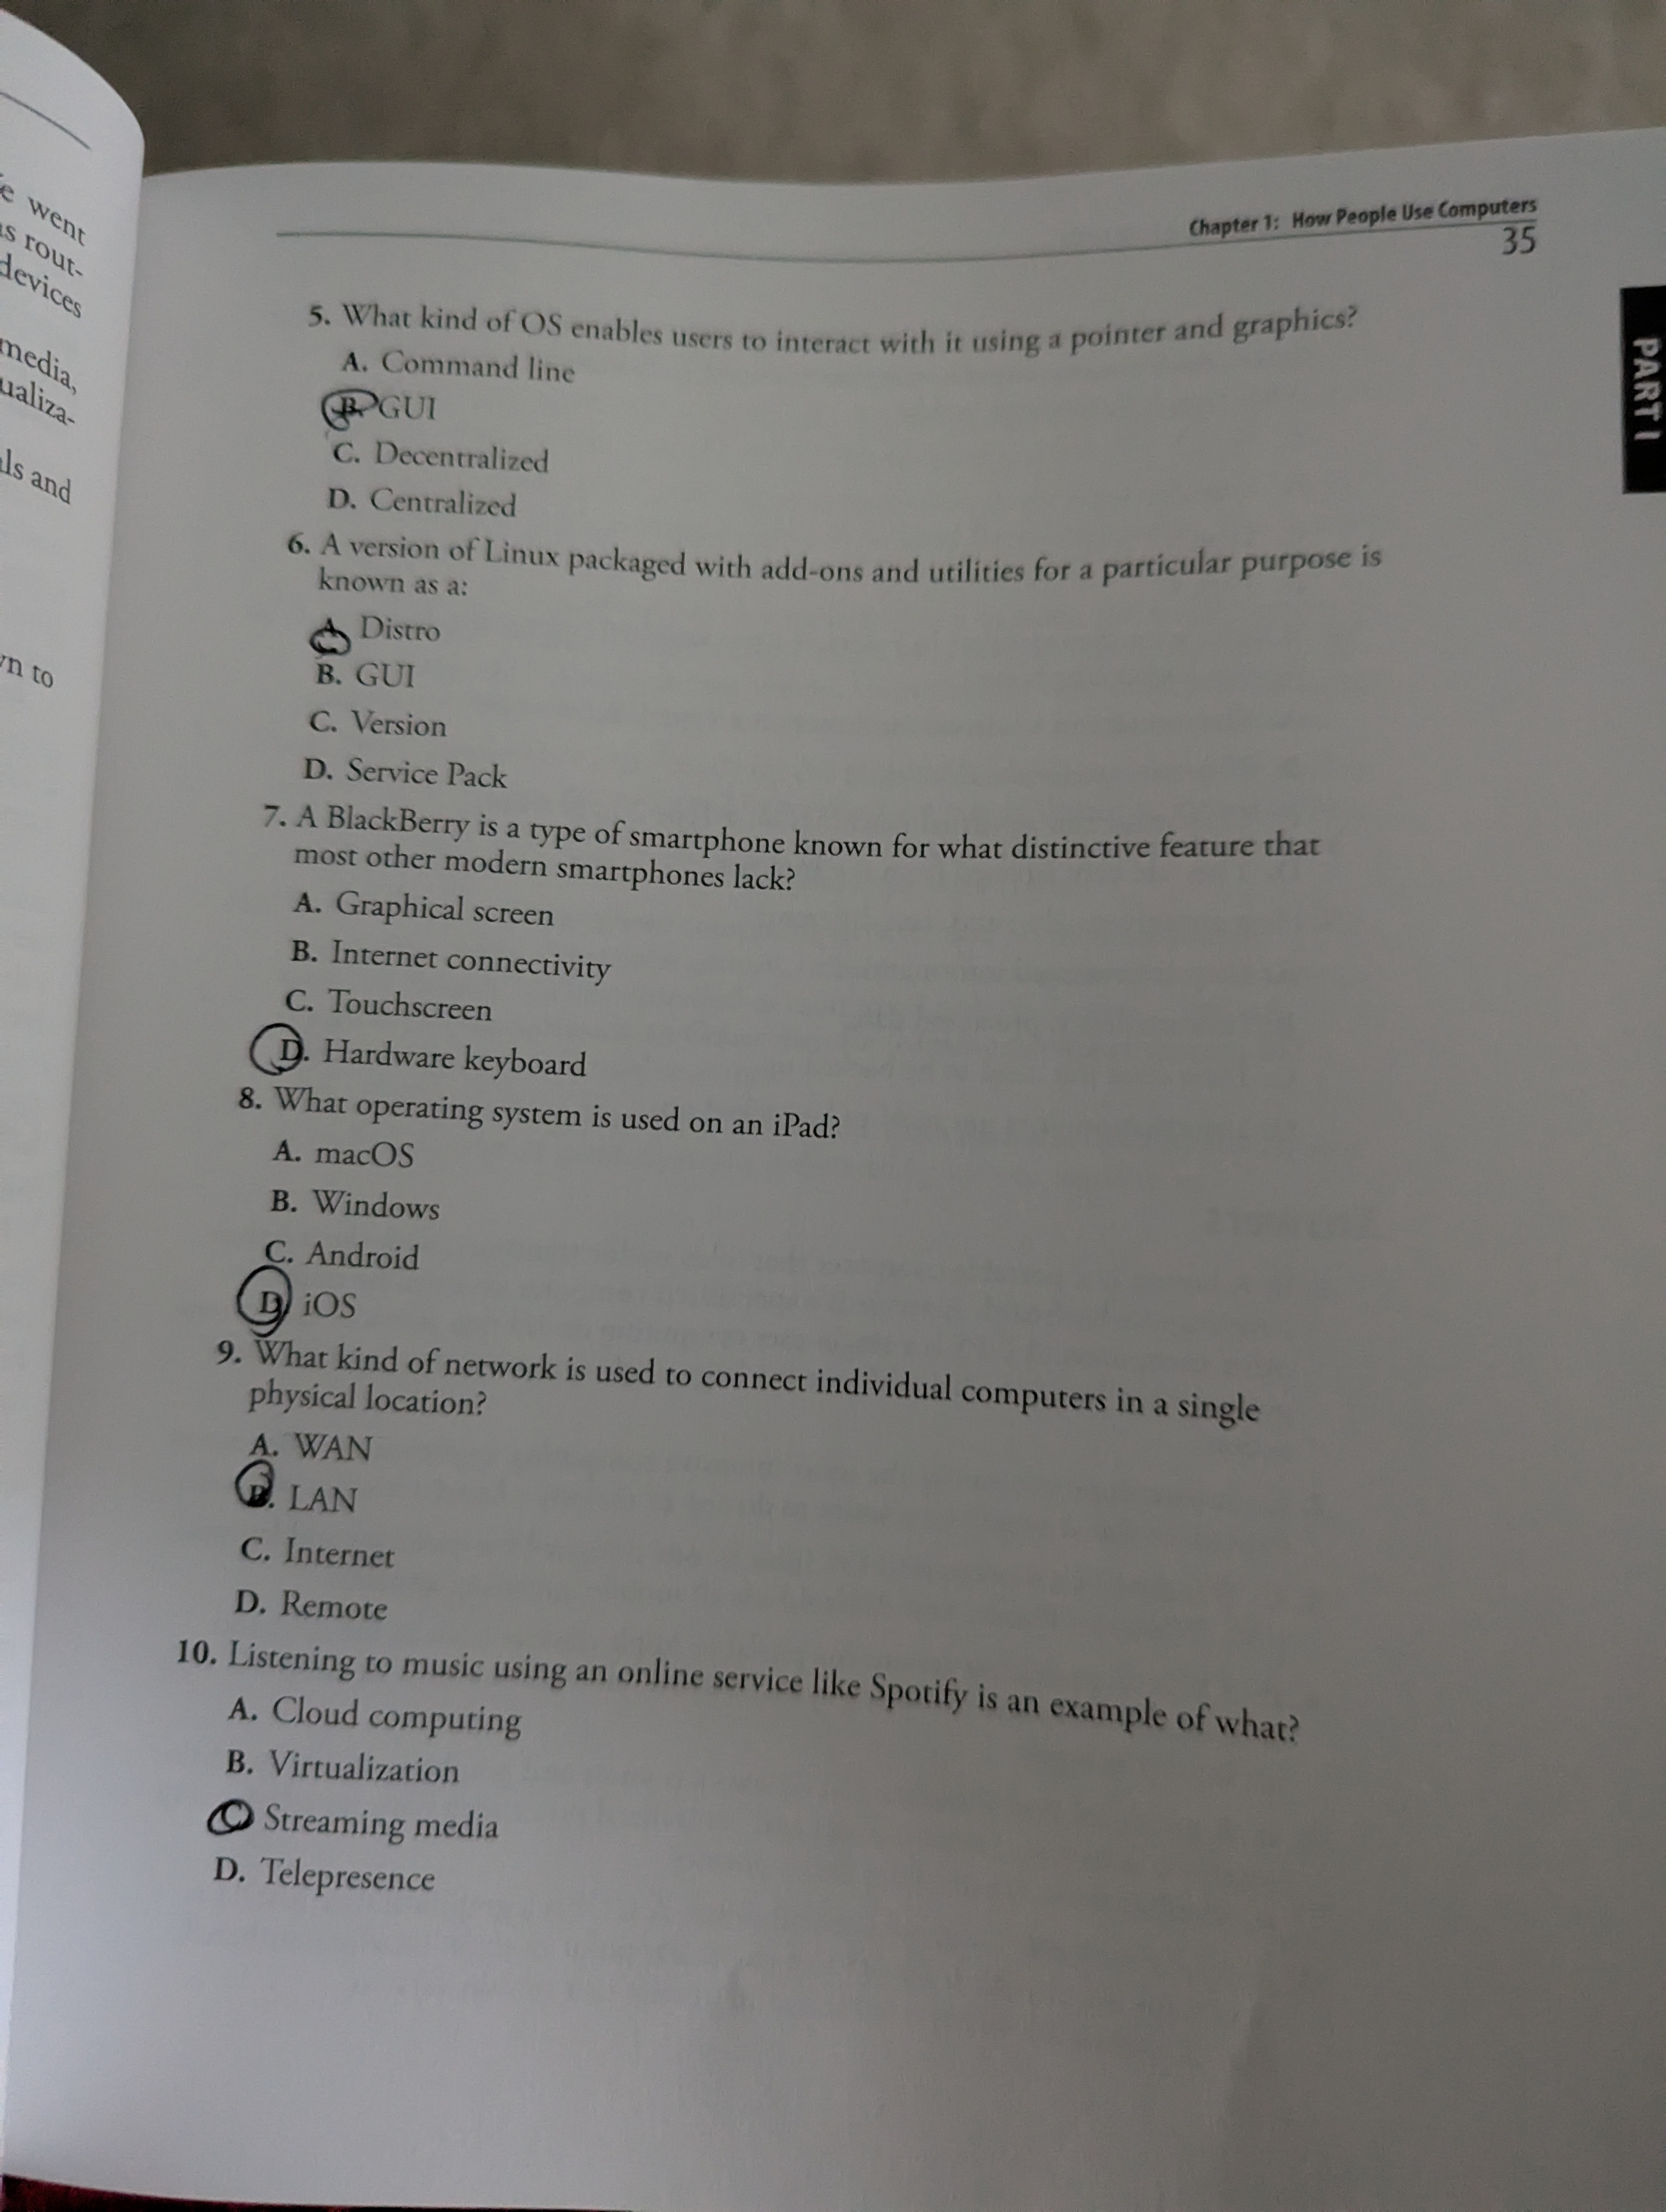 e went
as rout-
devices
media,
ualiza-
ls and
n to
Chapter 1: How People Use Computers
35
PART I
5. What kind of OS enables users to interact with it using a pointer and graphics?
A. Command line
B. GUI
C. Decentralized
D. Centralized
6. A version of Linux packaged with add-ons and utilities for a particular purpose is
known as a:
A. Distro
B. GUI
C. Version
D. Service Pack
7. A BlackBerry is a type of smartphone known for what distinctive feature that
most other modern smartphones lack?
A. Graphical screen
B. Internet connectivity
C. Touchscreen
D. Hardware keyboard
8. What operating system is used on an iPad?
A. macOS
B. Windows
C. Android
D. iOS
9. What kind of network is used to connect individual computers in a single
physical location?
A. WAN
B. LAN
C. Internet
D. Remote
10. Listening to music using an online service like Spotify is an example of what?
A. Cloud computing
B. Virtualization
C. Streaming media
D. Telepresence